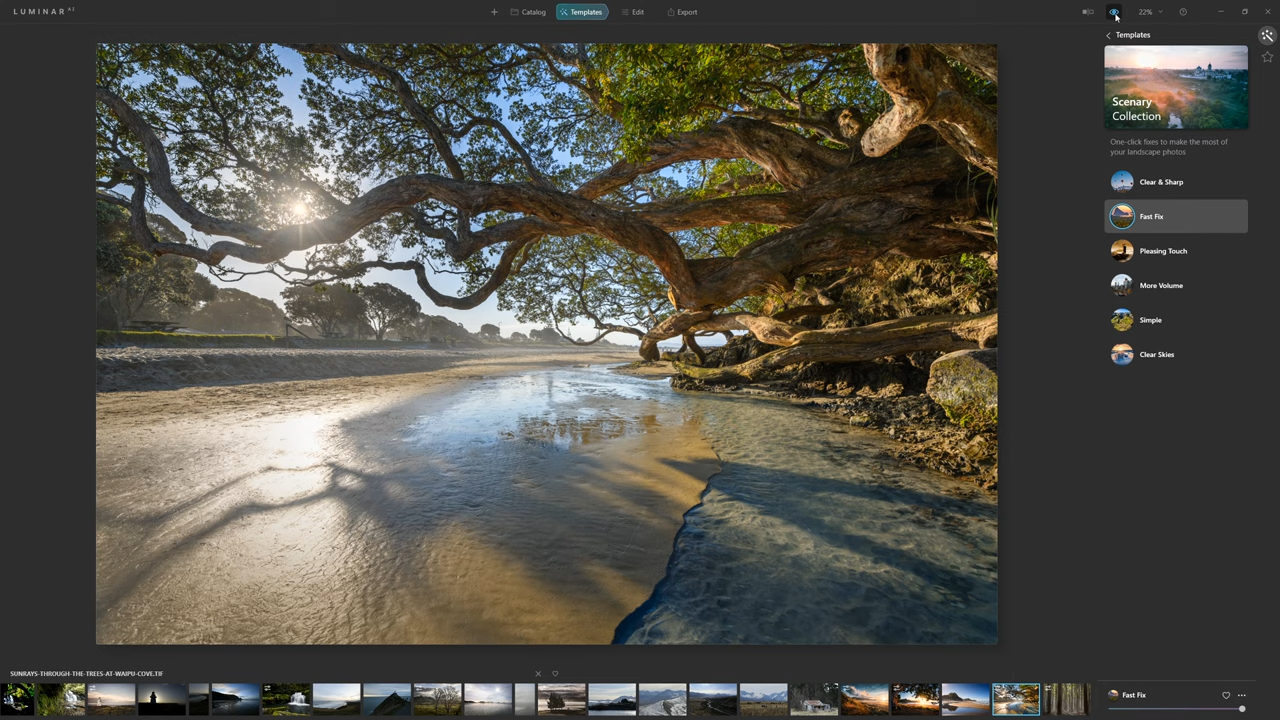 LUMINAR AI
Catalog
Templates
Edit
Export
22%
Templates
Scenary
Collection
One-click fixes to make the most of
your landscape photos
Clear & Sharp
Fast Fix
Pleasing Touch
More Volume
Simple
Clear Skies
SUNRAYS-THROUGH-THE-TREES-AT-WAIPU-COVE.TIF
Fast Fix